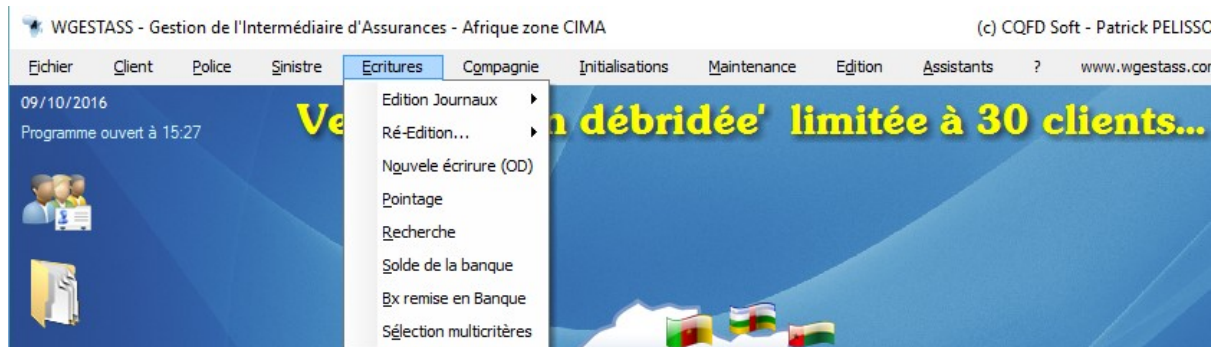 WGESTASS - Gestion de l'Intermédiaire d'Assurances - Afrique zone CIMA (c) CQFD Soft - Patrick PELISSO
Fichier Client Police Sinistre Ecritures Compagnie Initialisations Maintenance Edition Assistants ? www.wgestass.com
09/10/2016
Programme ouvert à 15:27
débridée' limitée à 30 clients...
Edition Journaux
Ré-Edition...
Nouvele écrirure (OD)
Pointage
Recherche
Solde de la banque
Bx remise en Banque
Sélection multicritères